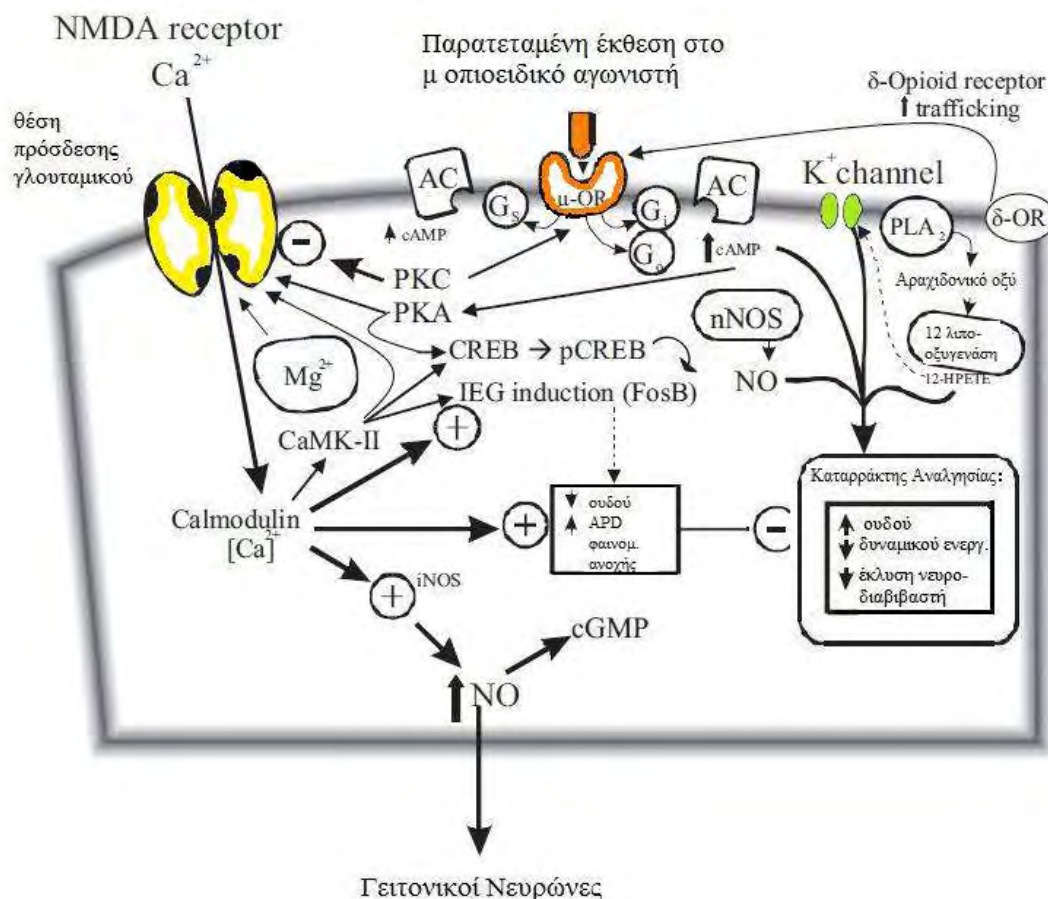 NMDA receptor
Ca2+
θέση
πρόσδεσης
γλουταμικού
Παρατεταμένη έκθεση στο
μ οπιοειδικό αγωνιστή
δ-Opioid receptor
trafficking
K+ channel
AC
cAMP
Gs
μ-OR
Gi
AC
cAMP
PLA2
δ-OR
Αραχιδονικό οξύ
12 λιπο-
οξυγενάση
12-HPETE
−
PKC
PKA
Mg2+
CREB → pCREB
IEG induction (FosB)
nNOS
NO
CaMK-II
+
Calmodulin
[Ca]2+
+
ουδού
APD
φαινομ.
ανοχής
−
Καταρράκτης Αναλγησίας:
ουδού
δυναμικού ενεργ.
έκλυση νευρο-
διαβιβαστή
+
iNOS
cGMP
NO
Γειτονικοί Νευρώνες